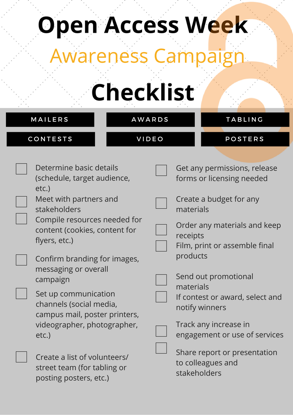 Open Access Week
Awareness Campaign
Checklist
MAILERS
AWARDS
TABLING
CONTESTS
VIDEO
POSTERS
Determine basic details
(schedule, target audience,
etc.)
Meet with partners and
stakeholders
Compile resources needed for
content (cookies, content for
flyers, etc.)
Confirm branding for images,
messaging or overall
campaign
Set up communication
channels (social media,
campus mail, poster printers,
videographer, photographer,
etc.)
Create a list of volunteers/
street team (for tabling or
posting posters, etc.)
Get any permissions, release
forms or licensing needed
Create a budget for any
materials
Order any materials and keep
receipts
Film, print or assemble final
products
Send out promotional
materials
If contest or award, select and
notify winners
Track any increase in
engagement or use of services
Share report or presentation
to colleagues and
stakeholders